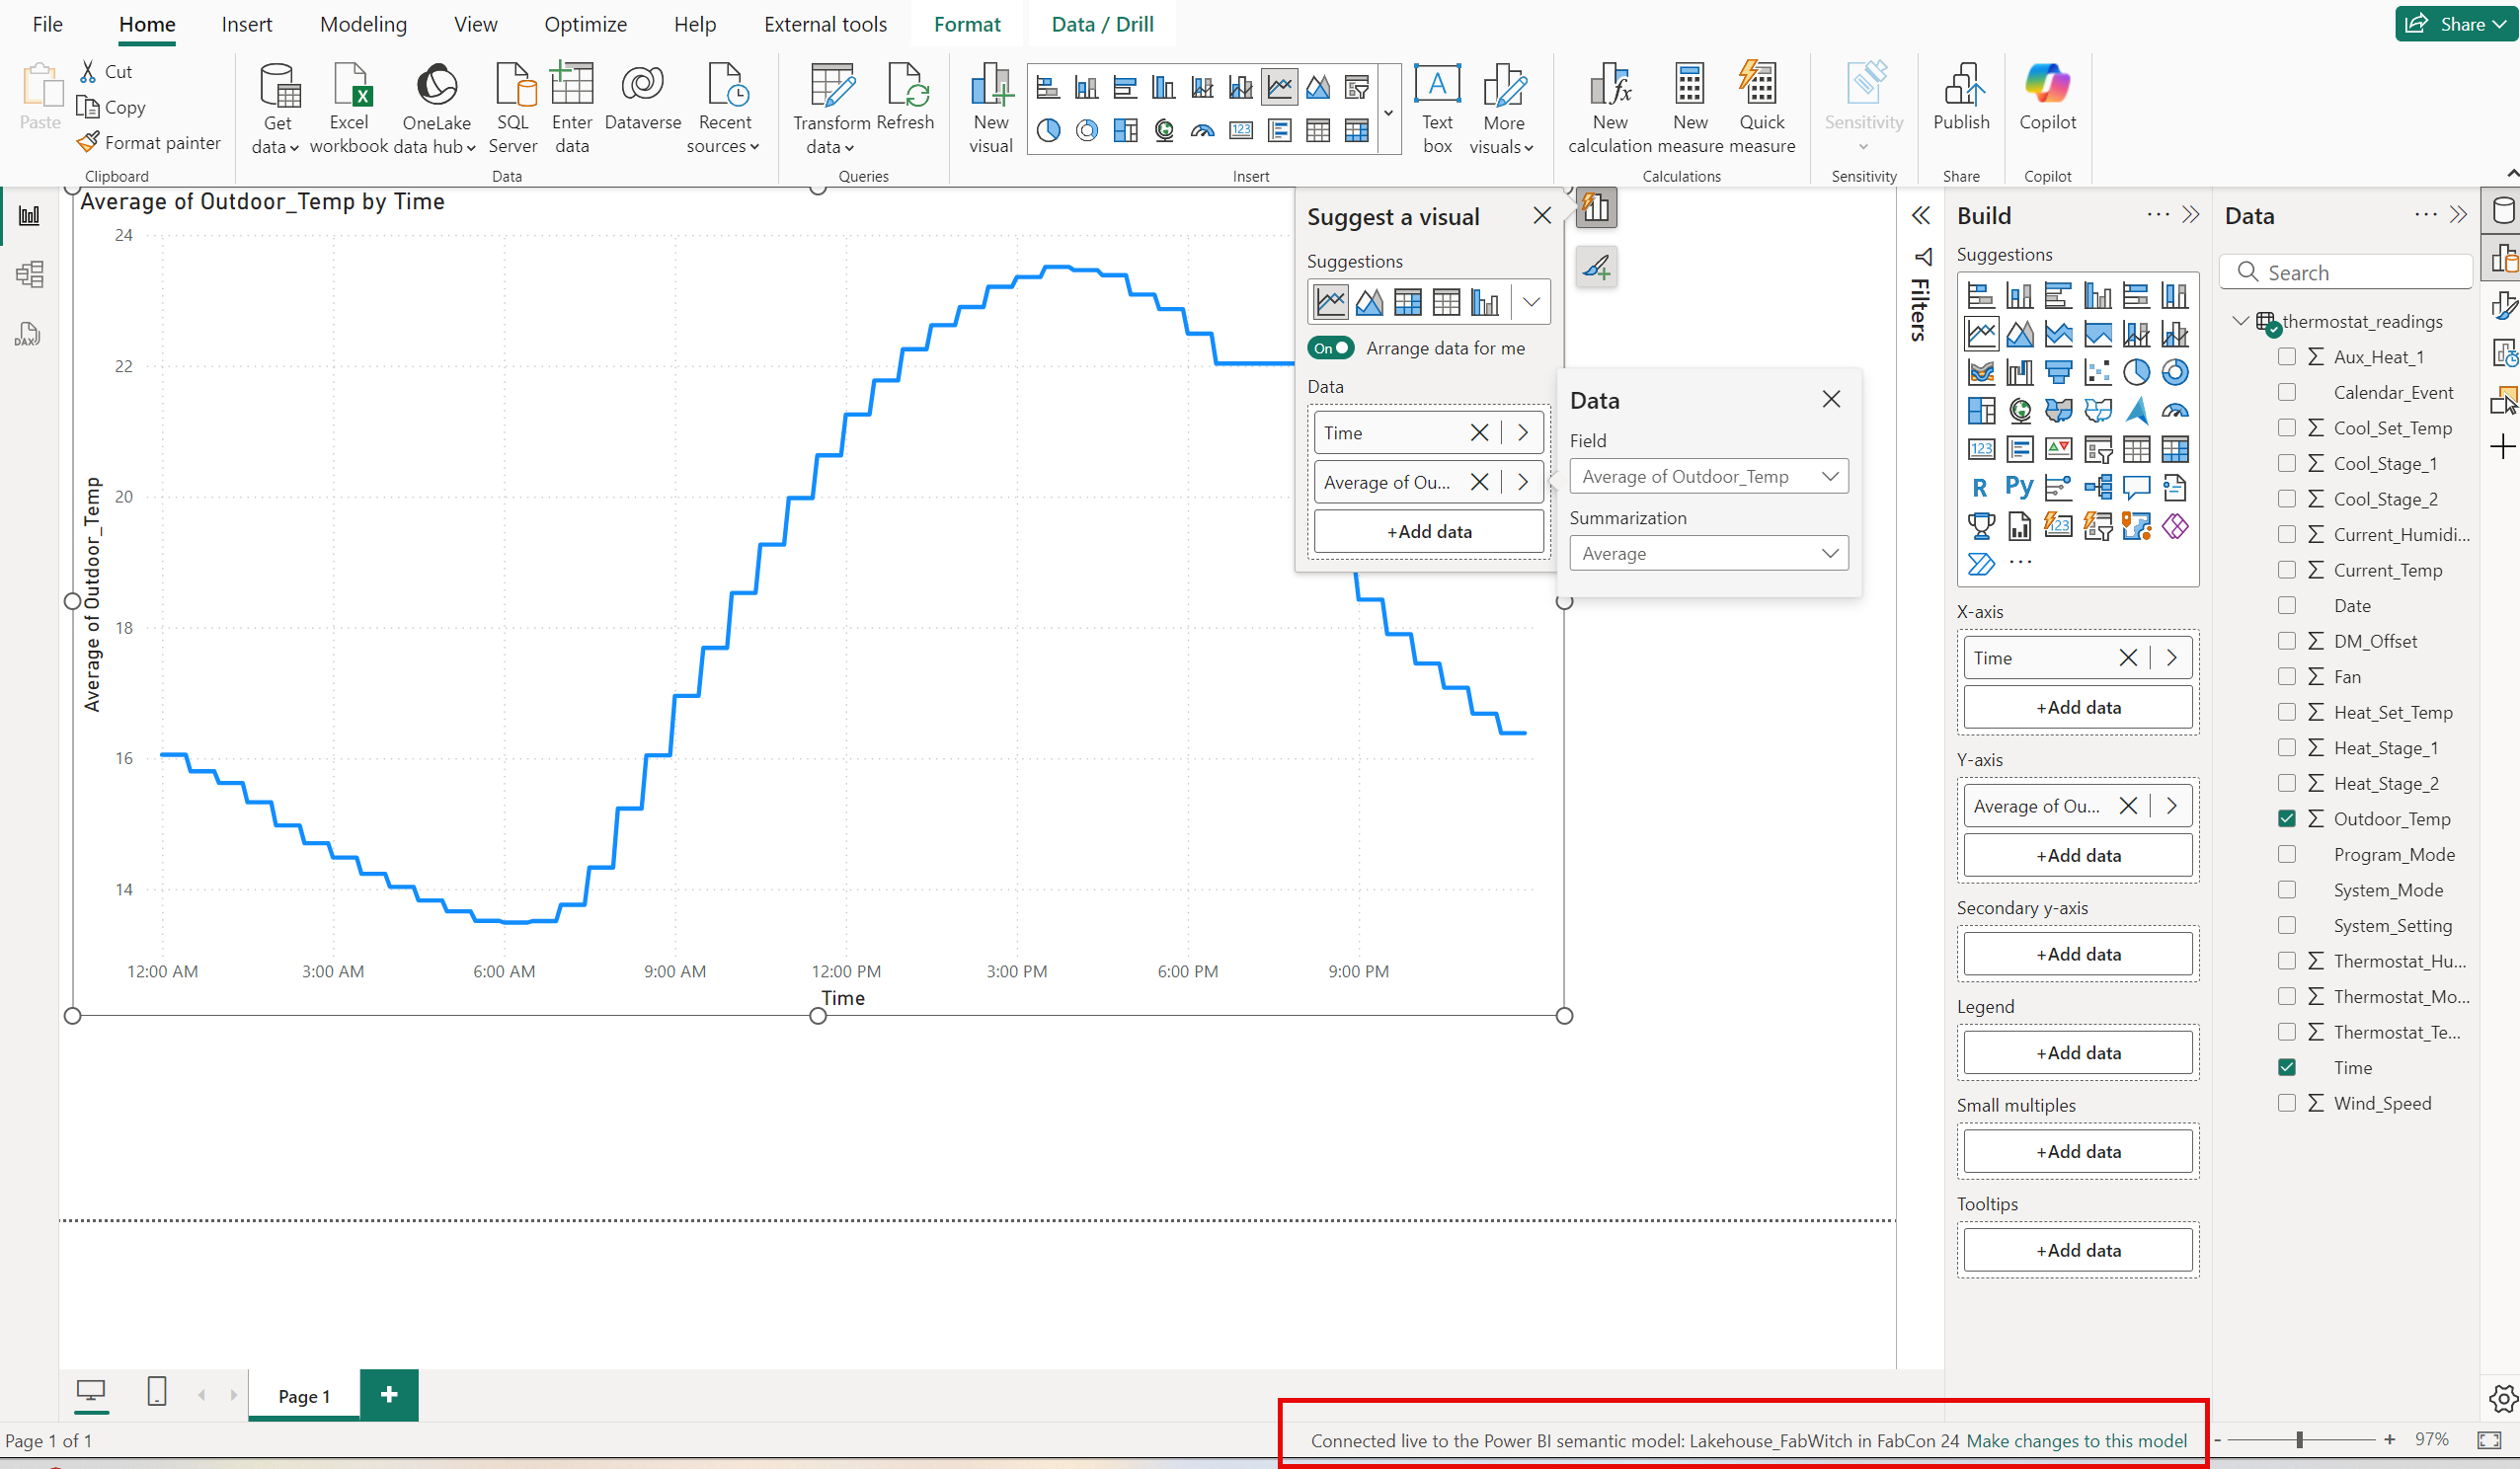 File Home Insert Modeling View Optimize Help External tools Format Data / Drill Share
Paste
Cut
Copy
Format painter
Clipboard
Get data
Excel workbook
OneLake data hub
SQL Server
Enter data
Dataverse
Recent sources
Data
Transform data
Refresh
Queries
New visual
Insert
Text box
More visuals
New calculation
New measure
Quick measure
Calculations
Sensitivity
Sensitivity
Publish
Share
Copilot
Copilot
Average of Outdoor_Temp by Time
24
22
20
18
16
14
Average of Outdoor_Temp
12:00 AM 3:00 AM 6:00 AM 9:00 AM 12:00 PM 3:00 PM 6:00 PM 9:00 PM
Time
Suggest a visual
Suggestions
On Arrange data for me
Data
Time
Average of Ou...
+Add data
Data
Field
Average of Outdoor_Temp
Summarization
Average
Filters
Build
Suggestions
123
R Py
123
X-axis
Time
+Add data
Y-axis
Average of Ou...
+Add data
Secondary y-axis
+Add data
Legend
+Add data
Small multiples
+Add data
Tooltips
+Add data
Data
Search
thermostat_readings
Aux_Heat_1
Calendar_Event
Cool_Set_Temp
Cool_Stage_1
Cool_Stage_2
Current_Humidi...
Current_Temp
Date
DM_Offset
Fan
Heat_Set_Temp
Heat_Stage_1
Heat_Stage_2
Outdoor_Temp
Program_Mode
System_Mode
System_Setting
Thermostat_Hu...
Thermostat_Mo...
Thermostat_Te...
Time
Wind_Speed
DAX
Page 1
Page 1 of 1
Connected live to the Power BI semantic model: Lakehouse_FabWitch in FabCon 24 Make changes to this model
97%